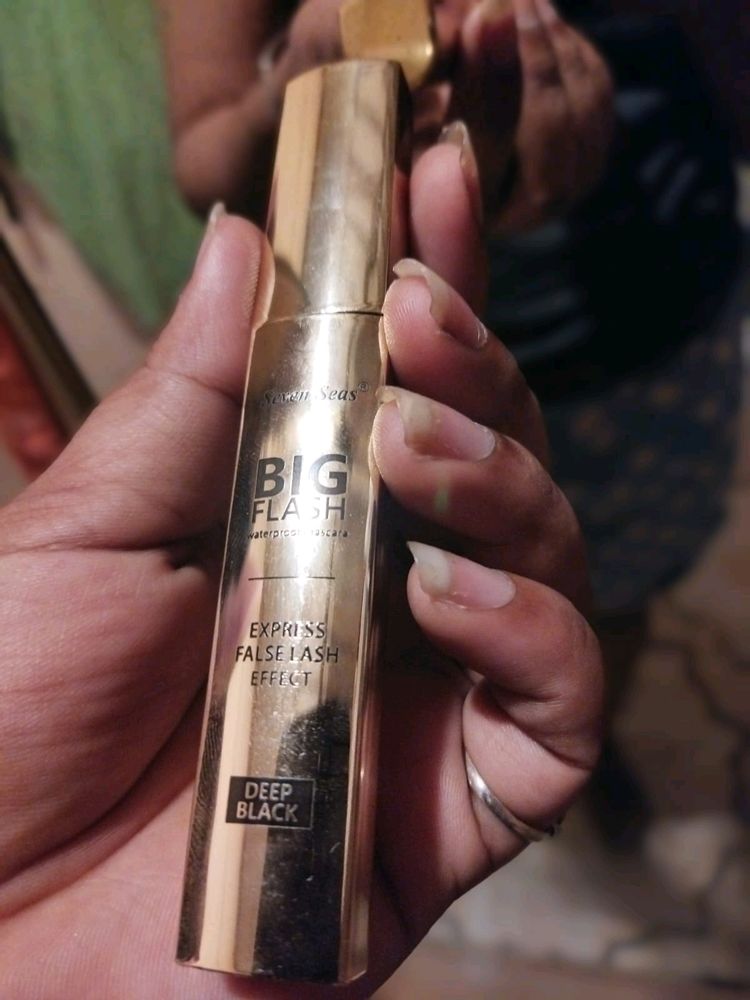 Seven Seas®
BIG
FLASH
waterproof mascara
EXPRESS
FALSE LASH
EFFECT
DEEP
BLACK